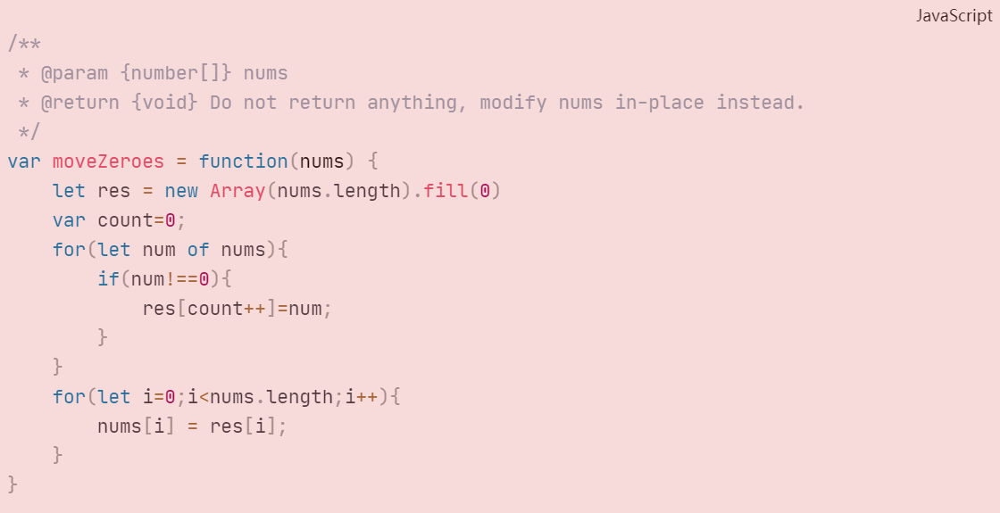 JavaScript
/**
 * @param {number[]} nums
 * @return {void} Do not return anything, modify nums in-place instead.
 */
var moveZeroes = function(nums) {
    let res = new Array(nums.length).fill(0)
    var count=0;
    for(let num of nums){
        if(num!==0){
            res[count++]=num;
        }
    }
    for(let i=0;i<nums.length;i++){
        nums[i] = res[i];
    }
}